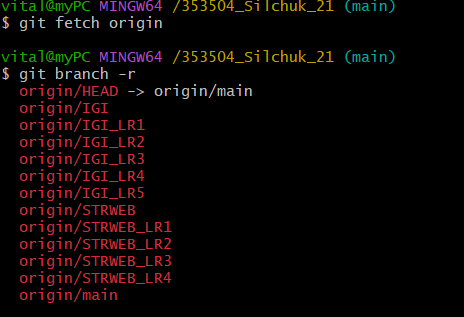 vital@myPC MINGW64 /353504_Silchuk_21 (main)
$ git fetch origin
vital@myPC MINGW64 /353504_Silchuk_21 (main)
$ git branch -r
origin/HEAD -> origin/main
origin/IGI
origin/IGI_LR1
origin/IGI_LR2
origin/IGI_LR3
origin/IGI_LR4
origin/IGI_LR5
origin/STRWEB
origin/STRWEB_LR1
origin/STRWEB_LR2
origin/STRWEB_LR3
origin/STRWEB_LR4
origin/main